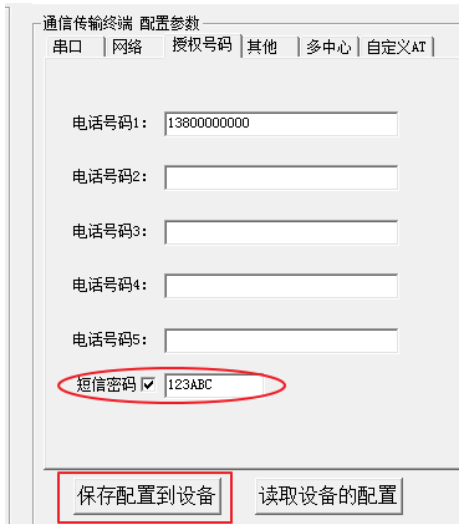 通信传输终端 配置参数
串口 网络 授权号码 其他 多中心 自定义AT
电话号码1: 13800000000
电话号码2:
电话号码3:
电话号码4:
电话号码5:
短信密码 123ABC
保存配置到设备 读取设备的配置